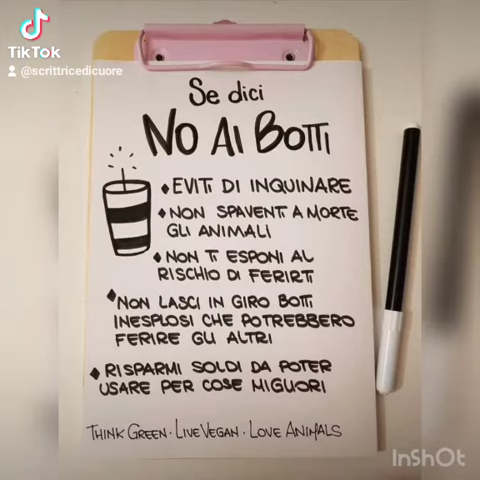 TikTok
@scrittricedicuore
Se dici
NO AI BOTTI
EVITI DI INQUINARE
NON SPAVENTI A MORTE
GLI ANIMALI
NON TI ESPONI AL
RISCHIO DI FERIRTI
NON LASCI IN GIRO BOTTI
INESPLOSI CHE POTREBBERO
FERIRE GLI ALTRI
RISPARMI SOLDI DA POTER
USARE PER COSE MIGLIORI
THINK GREEN · LIVE VEGAN · LOVE ANIMALS
InShOt